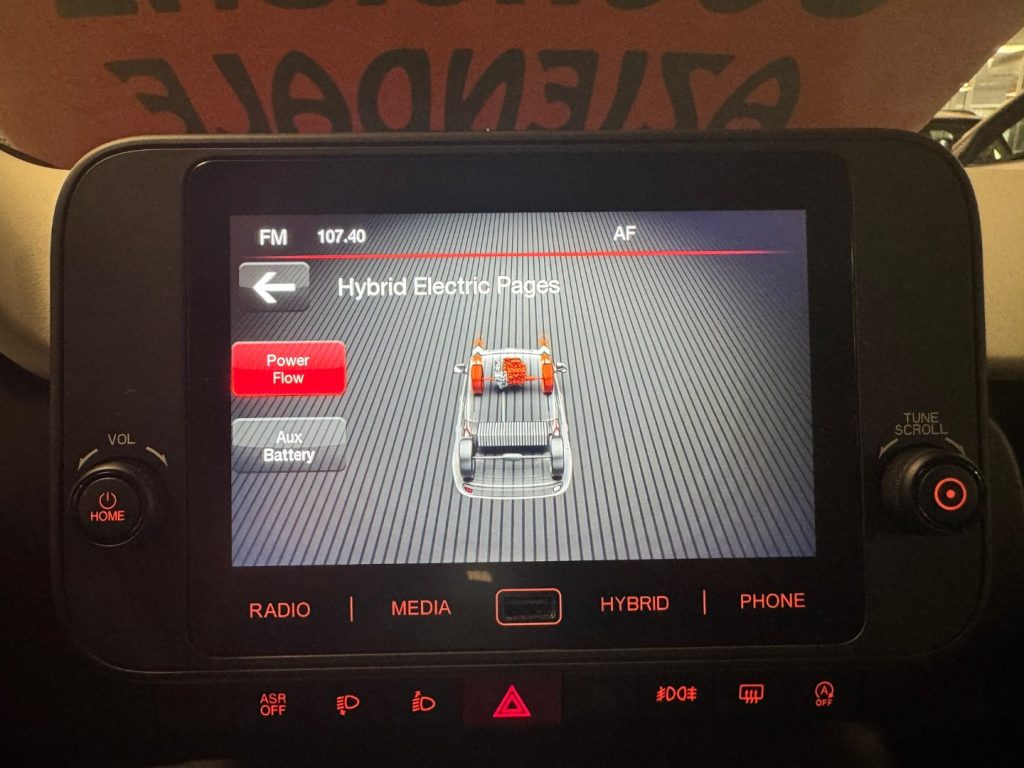 AZIENDALE
FM 107.40 AF
Hybrid Electric Pages
Power
Flow
Aux
Battery
VOL
HOME
TUNE
SCROLL
RADIO | MEDIA HYBRID | PHONE
ASR
OFF
A
OFF